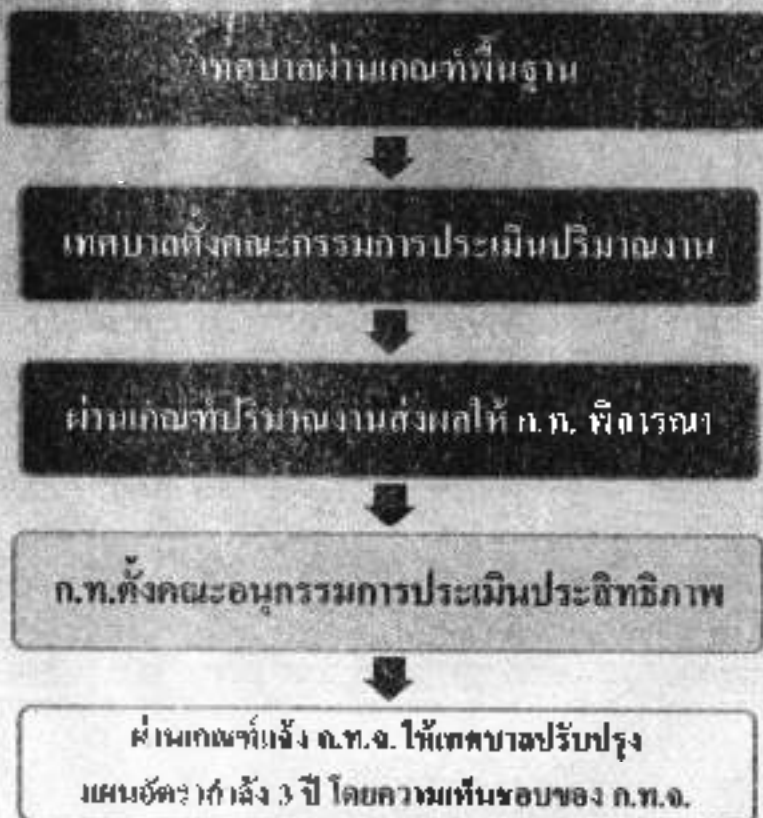 เทศบาลผ่านเกณฑ์พื้นฐาน
เทศบาลตั้งคณะกรรมการประเมินปริมาณงาน
ผ่านเกณฑ์ปริมาณงานส่งผลให้ ก.ท. พิจารณา
ก.ท.ตั้งคณะอนุกรรมการประเมินประสิทธิภาพ
ผ่านเกณฑ์แจ้ง ก.ท.จ. ให้เทศบาลปรับปรุง
แผนอัตรากำลัง 3 ปี โดยความเห็นชอบของ ก.ท.จ.